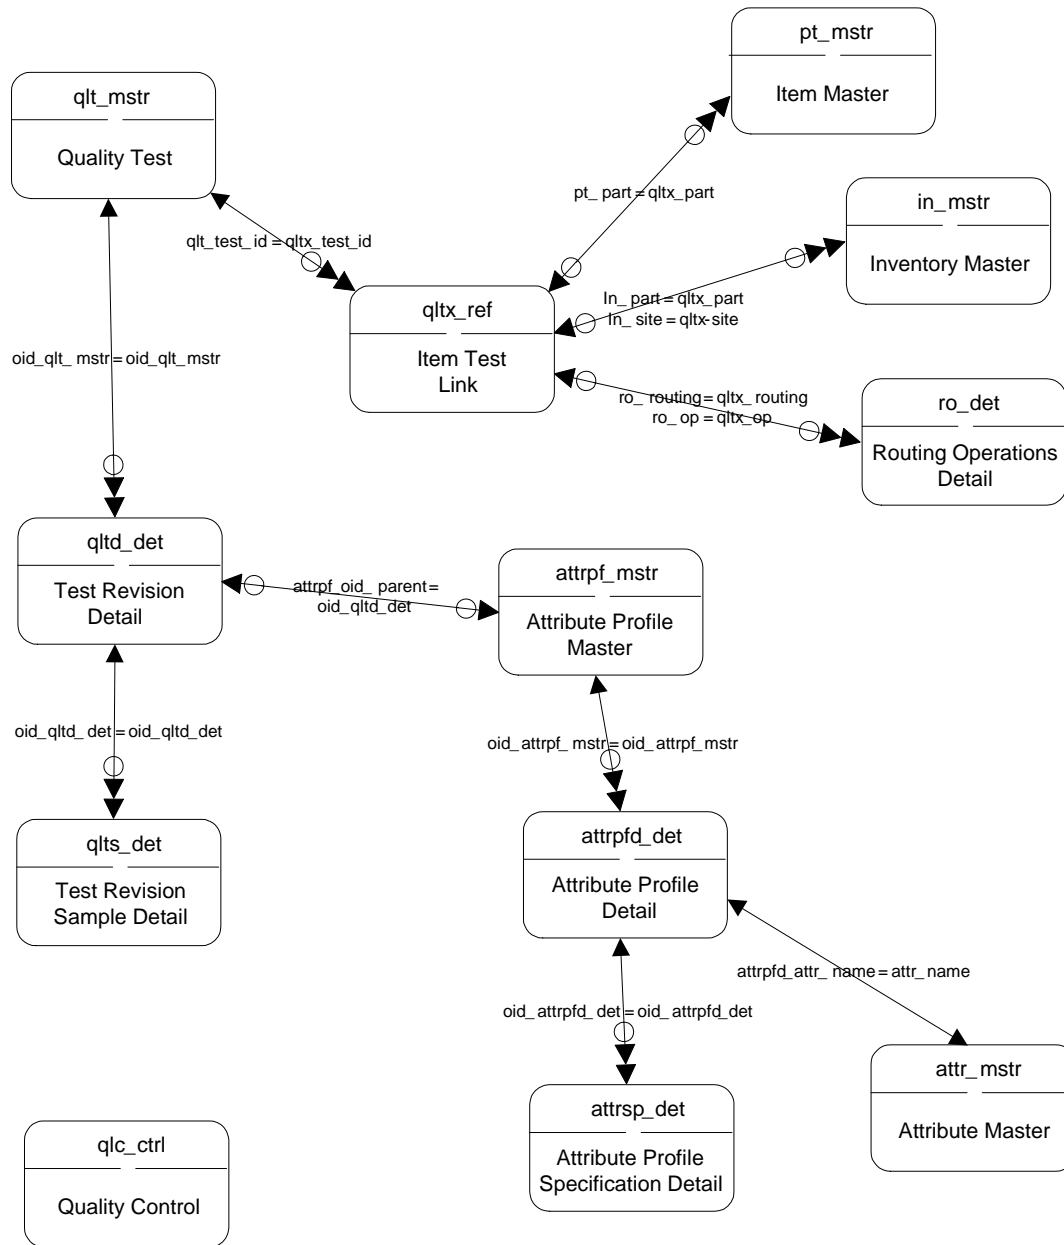 pt_mstr
Item Master
qlt_mstr
Quality Test
pt_ part = qltx_part
in_mstr
Inventory Master
qlt_test_ id = qltx_test_id
In_ part = qltx_part
In_ site = qltx-site
qltx_ref
Item Test
Link
oid_qlt_ mstr = oid_qlt_mstr
ro_ routing= qltx_ routing
ro_ op = qltx_op
ro_det
Routing Operations
Detail
qltd_det
Test Revision
Detail
attrpf_oid_ parent =
oid_qltd_det
attrpf_mstr
Attribute Profile
Master
oid_qltd_ det = oid_qltd_det
oid_attrpf_ mstr = oid_attrpf_mstr
qlts_det
Test Revision
Sample Detail
attrpfd_det
Attribute Profile
Detail
attrpfd_attr_ name = attr_name
oid_ attrpfd_ det = oid_attrpfd_det
attr_mstr
Attribute Master
attrsp_det
Attribute Profile
Specification Detail
qlc_ctrl
Quality Control